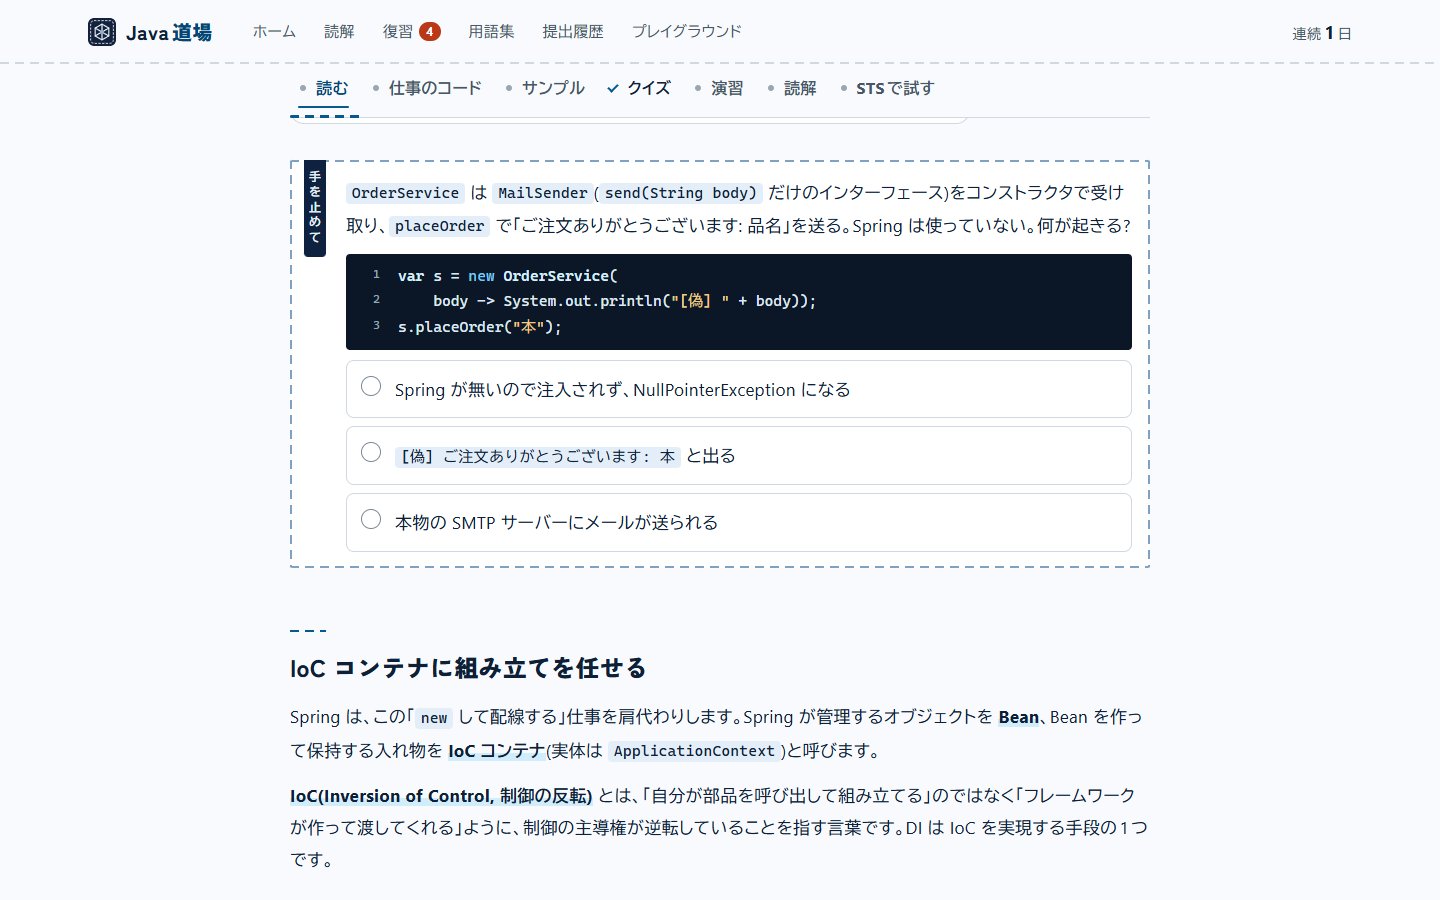 Java道場
ホーム 読解 復習 4 用語集 提出履歴 プレイグラウンド
連続 1 日
読む 仕事のコード サンプル クイズ 演習 読解 STSで試す
手を止めて
OrderService は MailSender( send(String body) だけのインターフェース)をコンストラクタで受け
取り、 placeOrder で「ご注文ありがとうございます: 品名」を送る。Spring は使っていない。何が起きる?
1 var s = new OrderService(
2 body -> System.out.println("[偽] " + body));
3 s.placeOrder("本");
Spring が無いので注入されず、NullPointerException になる
[偽] ご注文ありがとうございます: 本 と出る
本物の SMTP サーバーにメールが送られる
IoC コンテナに組み立てを任せる
Spring は、この「 new して配線する」仕事を肩代わりします。Spring が管理するオブジェクトを Bean、Bean を作っ
て保持する入れ物を IoC コンテナ(実体は ApplicationContext )と呼びます。
IoC(Inversion of Control, 制御の反転) とは、「自分が部品を呼び出して組み立てる」のではなく「フレームワーク
が作って渡してくれる」ように、制御の主導権が逆転していることを指す言葉です。DI は IoC を実現する手段の1つ
です。